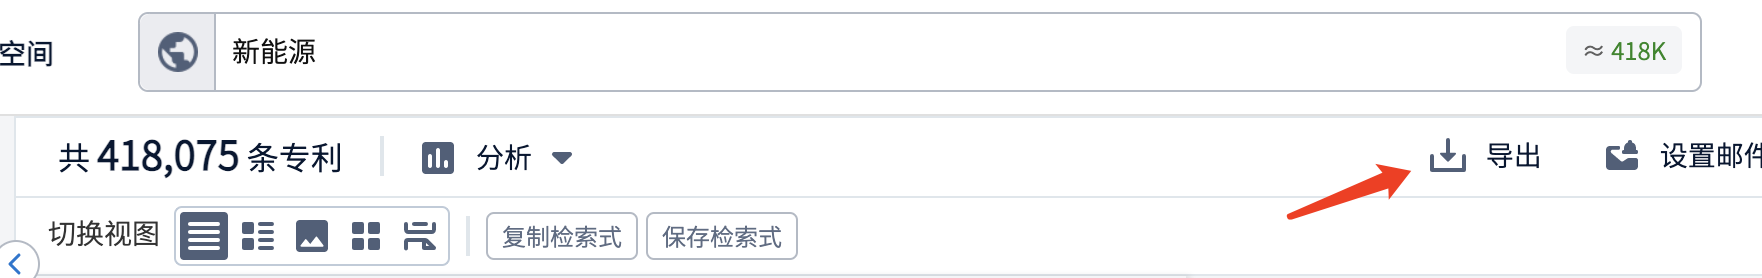 空间
新能源
≈ 418K
共 418,075 条专利
分析
导出
设置邮件
切换视图
复制检索式
保存检索式